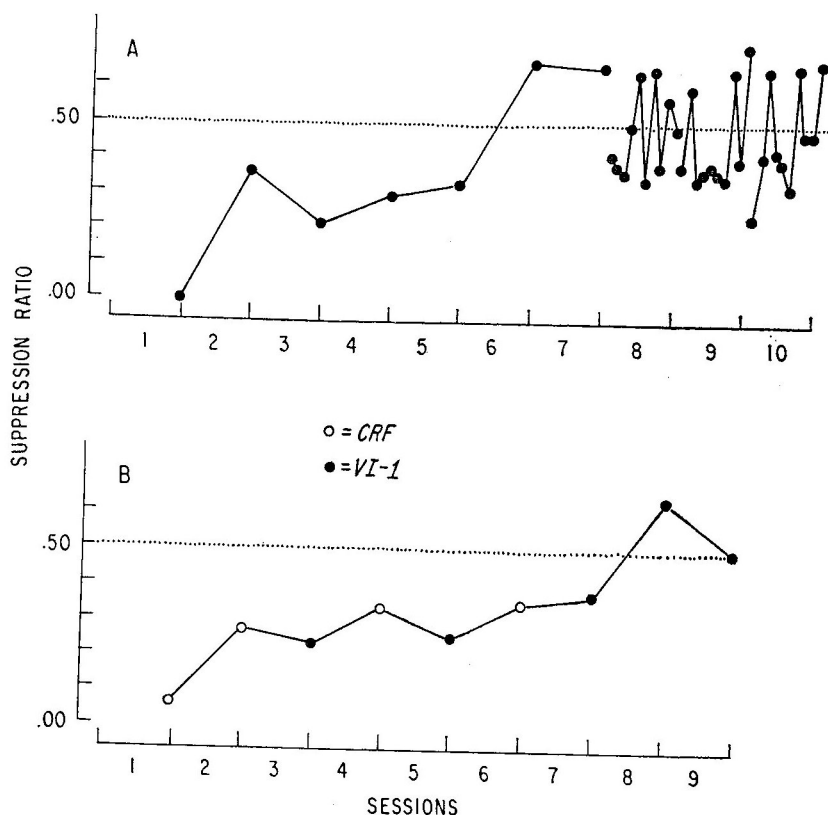 A
.50
.00
1 2 3 4 5 6 7 8 9 10
SUPPRESSION RATIO
○ = CRF
● = VI-1
B
.50
.00
1 2 3 4 5 6 7 8 9
SESSIONS